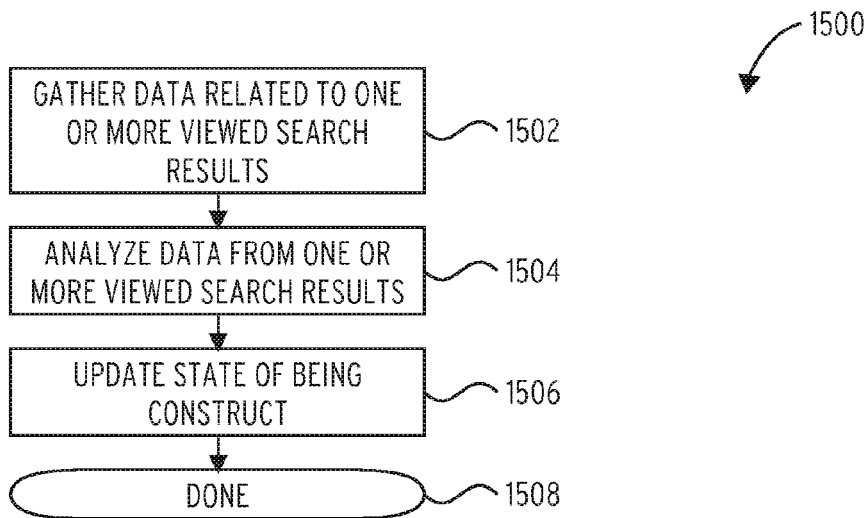 1500
GATHER DATA RELATED TO ONE
OR MORE VIEWED SEARCH
RESULTS
1502
ANALYZE DATA FROM ONE OR
MORE VIEWED SEARCH RESULTS
1504
UPDATE STATE OF BEING
CONSTRUCT
1506
DONE
1508